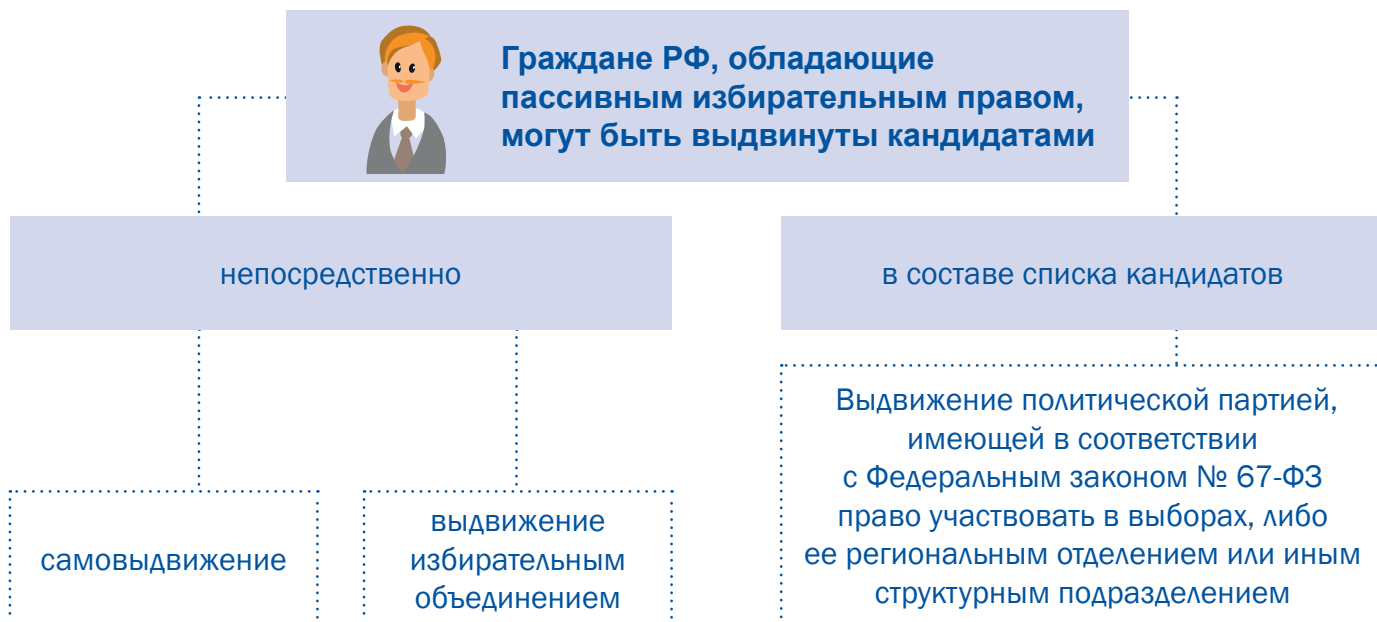 Граждане РФ, обладающие
пассивным избирательным правом,
могут быть выдвинуты кандидатами
непосредственно
в составе списка кандидатов
самовыдвижение
выдвижение
избирательным
объединением
Выдвижение политической партией,
имеющей в соответствии
с Федеральным законом № 67-ФЗ
право участвовать в выборах, либо
ее региональным отделением или иным
структурным подразделением